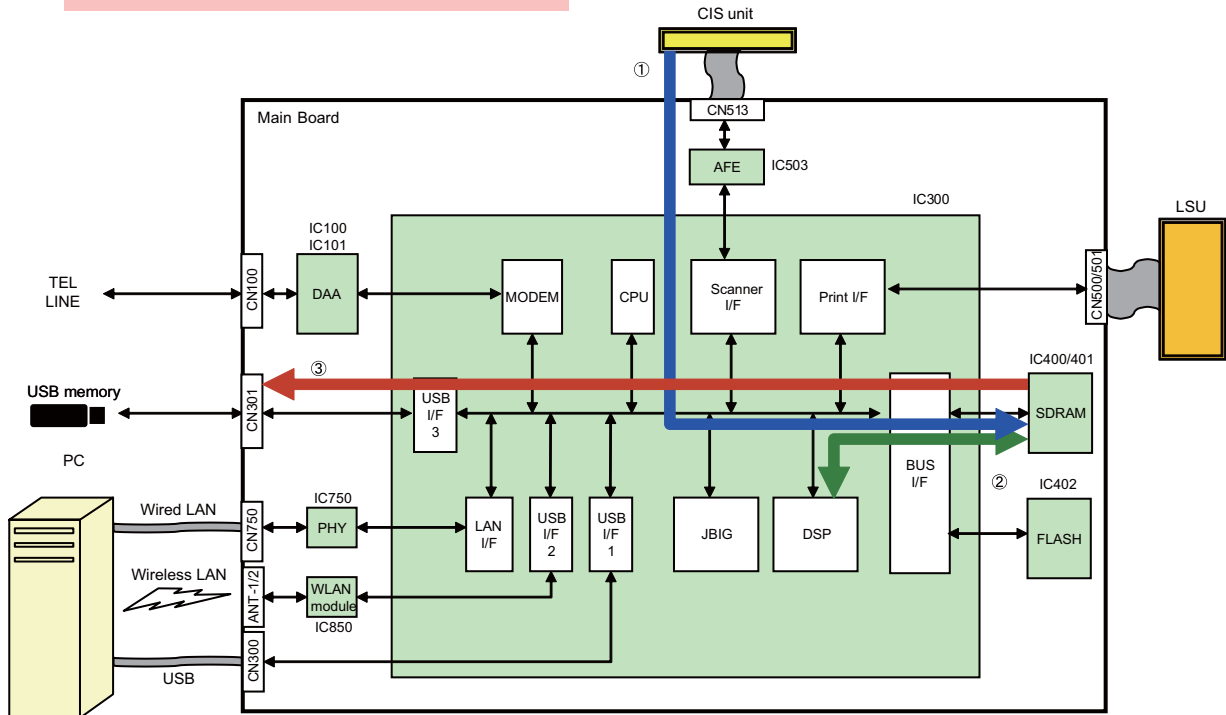 CIS unit
①
Main Board
CN513
AFE
IC503
IC300
LSU
IC100
IC101
TEL
LINE
CN100
DAA
MODEM
CPU
Scanner
I/F
Print I/F
CN500/501
③
IC400/401
USB memory
CN301
USB
I/F
3
SDRAM
PC
BUS
I/F
②
IC402
Wired LAN
CN750
IC750
PHY
LAN
I/F
USB
I/F
2
USB
I/F
1
JBIG
DSP
FLASH
Wireless LAN
ANT -1/2
WLAN
module
IC850
CN300
USB